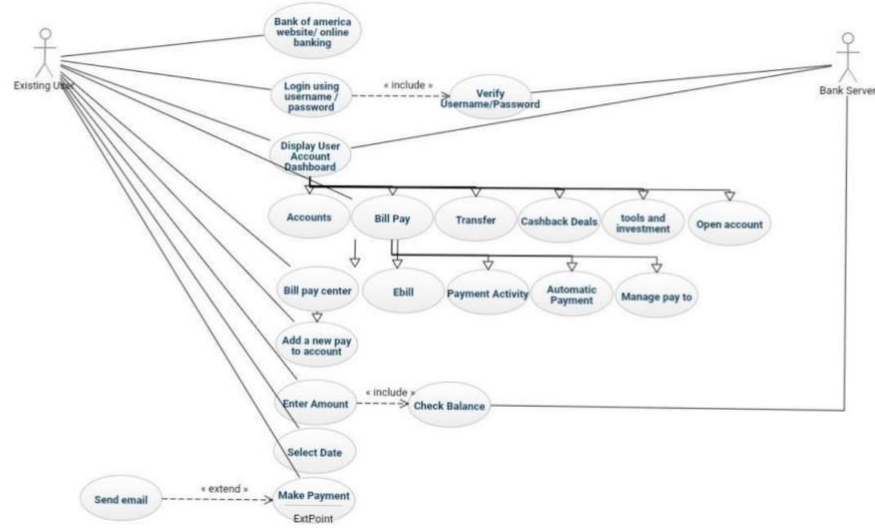 Bank of america
website/ online
banking
Existing User
Bank Server
Login using
username /
password
« include »
Verify
Username/Password
Display User
Account
Dashboard
Accounts
Bill Pay
Transfer
Cashback Deals
tools and
investment
Open account
Bill pay center
Ebill
Payment Activity
Automatic
Payment
Manage pay to
Add a new pay
to account
Enter Amount
« include »
Check Balance
Select Date
Send email
« extend »
Make Payment
ExtPoint